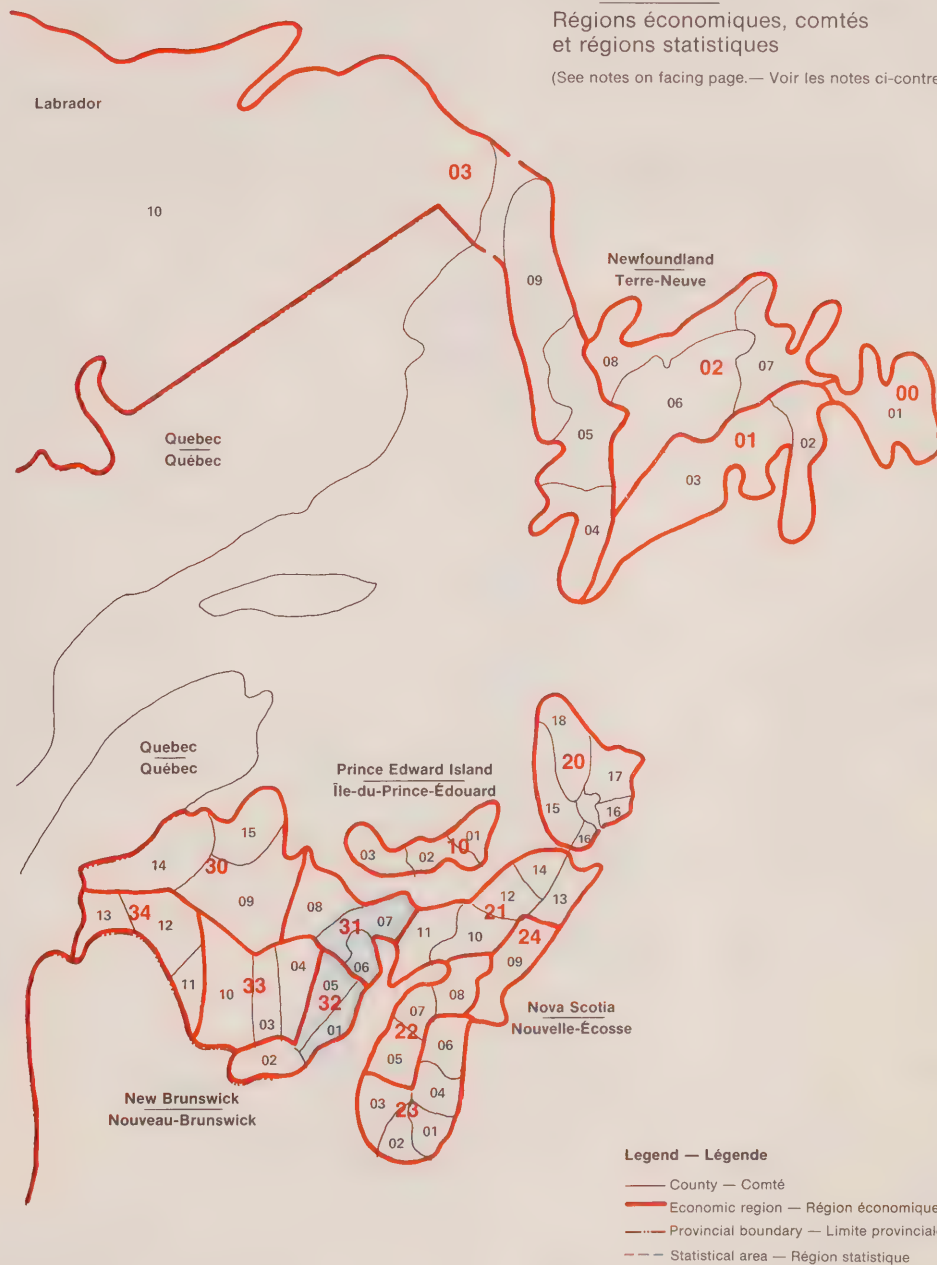 Régions économiques, comtés
et régions statistiques
(See notes on facing page.— Voir les notes ci-contre
Labrador
03
10
Newfoundland
Terre-Neuve
09
08
02
07
00
01
06
05
01
02
03
04
Quebec
Québec
Quebec
Québec
Prince Edward Island
Île-du-Prince-Édouard
03
02
10
01
18
20
17
15
16
16
15
14
30
09
13
34
12
11
08
31
07
06
10
33
04
03
05
32
01
02
14
12
21
13
11
10
24
09
08
07
22
05
06
04
03
23
02
01
Nova Scotia
Nouvelle-Écosse
New Brunswick
Nouveau-Brunswick
Legend — Légende
County — Comté
Economic region — Région économique
Provincial boundary — Limite provincial
Statistical area — Région statistique